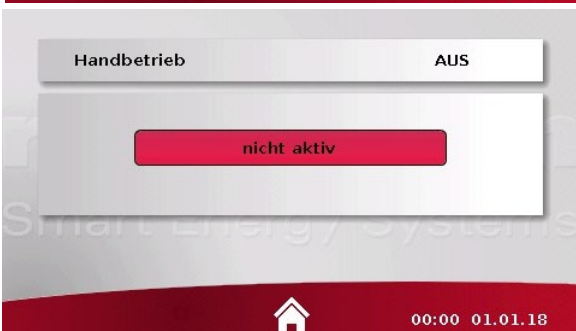 Handbetrieb AUS
nicht aktiv
Smart Energy Systems
00:00 01.01.18